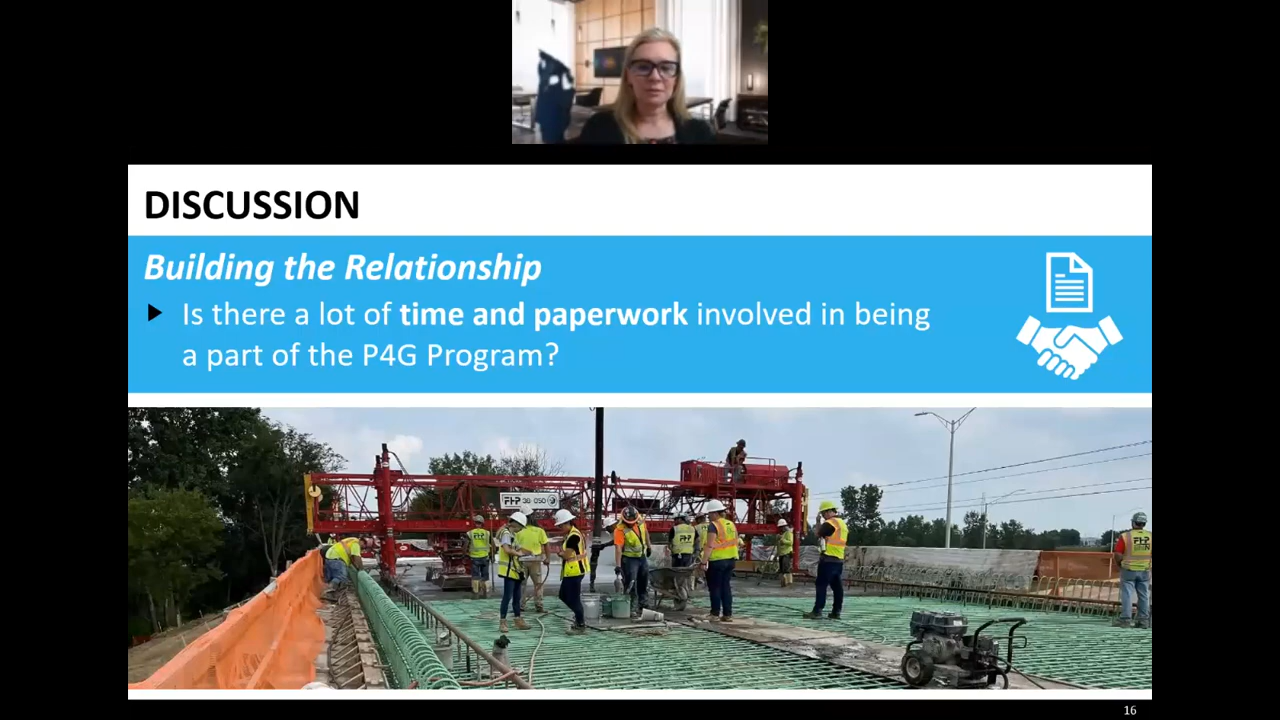 DISCUSSION
Building the Relationship
Is there a lot of time and paperwork involved in being
a part of the P4G Program?
16